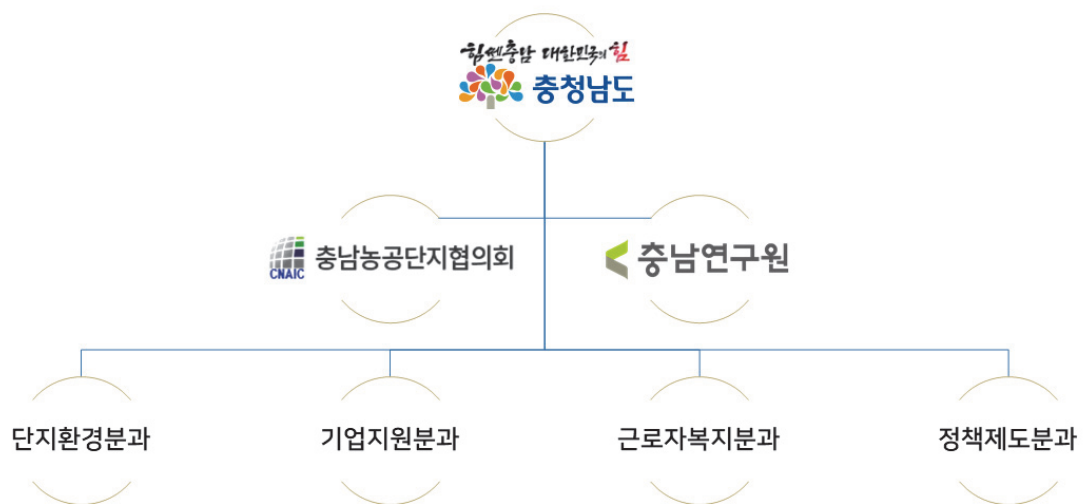 힘쎈충남 대한민국의 힘
충청남도
CNAIC 충남농공단지협의회
충남연구원
단지환경분과
기업지원분과
근로자복지분과
정책제도분과